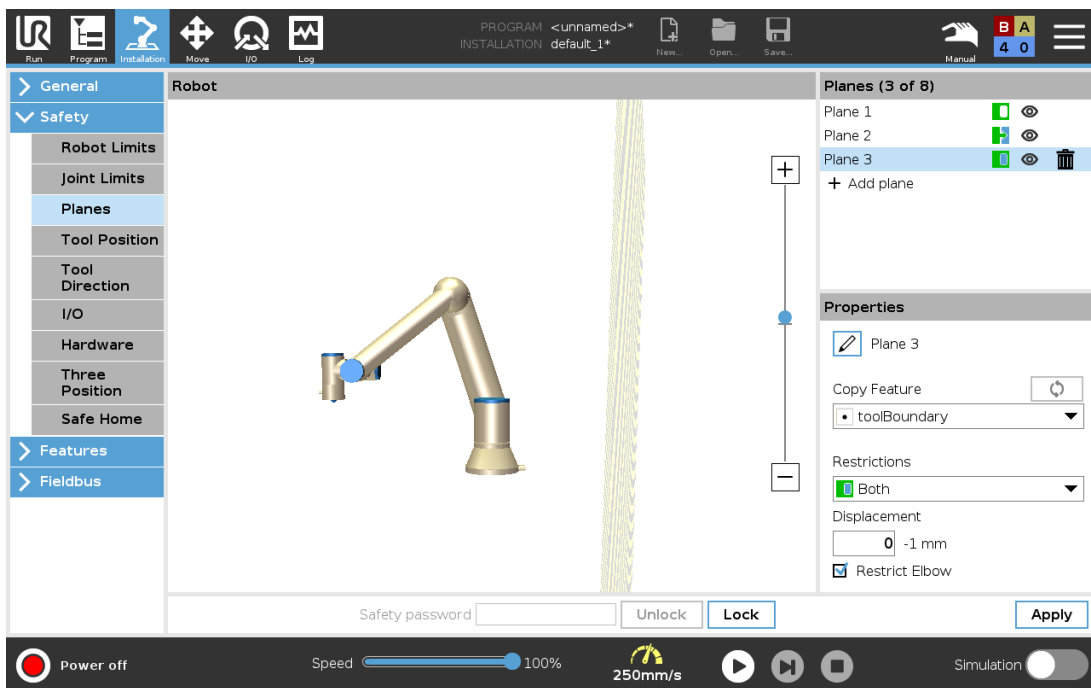 PROGRAM <unnamed>*
INSTALLATION default_1*
Run
Program
Installation
Move
I/O
Log
New...
Open...
Save...
Manual
B A
4 0
General
Safety
Robot Limits
Joint Limits
Planes
Tool Position
Tool
Direction
I/O
Hardware
Three
Position
Safe Home
Features
Fieldbus
Robot
Planes (3 of 8)
Plane 1
Plane 2
Plane 3
+ Add plane
Properties
Plane 3
Copy Feature
toolBoundary
Restrictions
Both
Displacement
0 -1 mm
Restrict Elbow
Safety password
Unlock
Lock
Apply
Power off
Speed
100%
250mm/s
Simulation